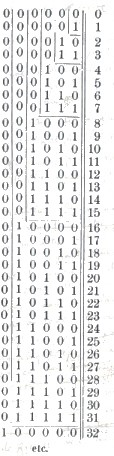 0 0 0 0 0 0 0
0 0 0 0 0 1 1
0 0 0 0 1 0 2
0 0 0 0 1 1 3
0 0 0 1 0 0 4
0 0 0 1 0 1 5
0 0 0 1 1 0 6
0 0 0 1 1 1 7
0 0 1 0 0 0 8
0 0 1 0 0 1 9
0 0 1 0 1 0 10
0 0 1 0 1 1 11
0 0 1 1 0 0 12
0 0 1 1 0 1 13
0 0 1 1 1 0 14
0 0 1 1 1 1 15
0 1 0 0 0 0 16
0 1 0 0 0 1 17
0 1 0 0 1 0 18
0 1 0 0 1 1 19
0 1 0 1 0 0 20
0 1 0 1 0 1 21
0 1 0 1 1 0 22
0 1 0 1 1 1 23
0 1 1 0 0 0 24
0 1 1 0 0 1 25
0 1 1 0 1 0 26
0 1 1 0 1 1 27
0 1 1 1 0 0 28
0 1 1 1 0 1 29
0 1 1 1 1 0 30
0 1 1 1 1 1 31
1 0 0 0 0 0 32
etc.